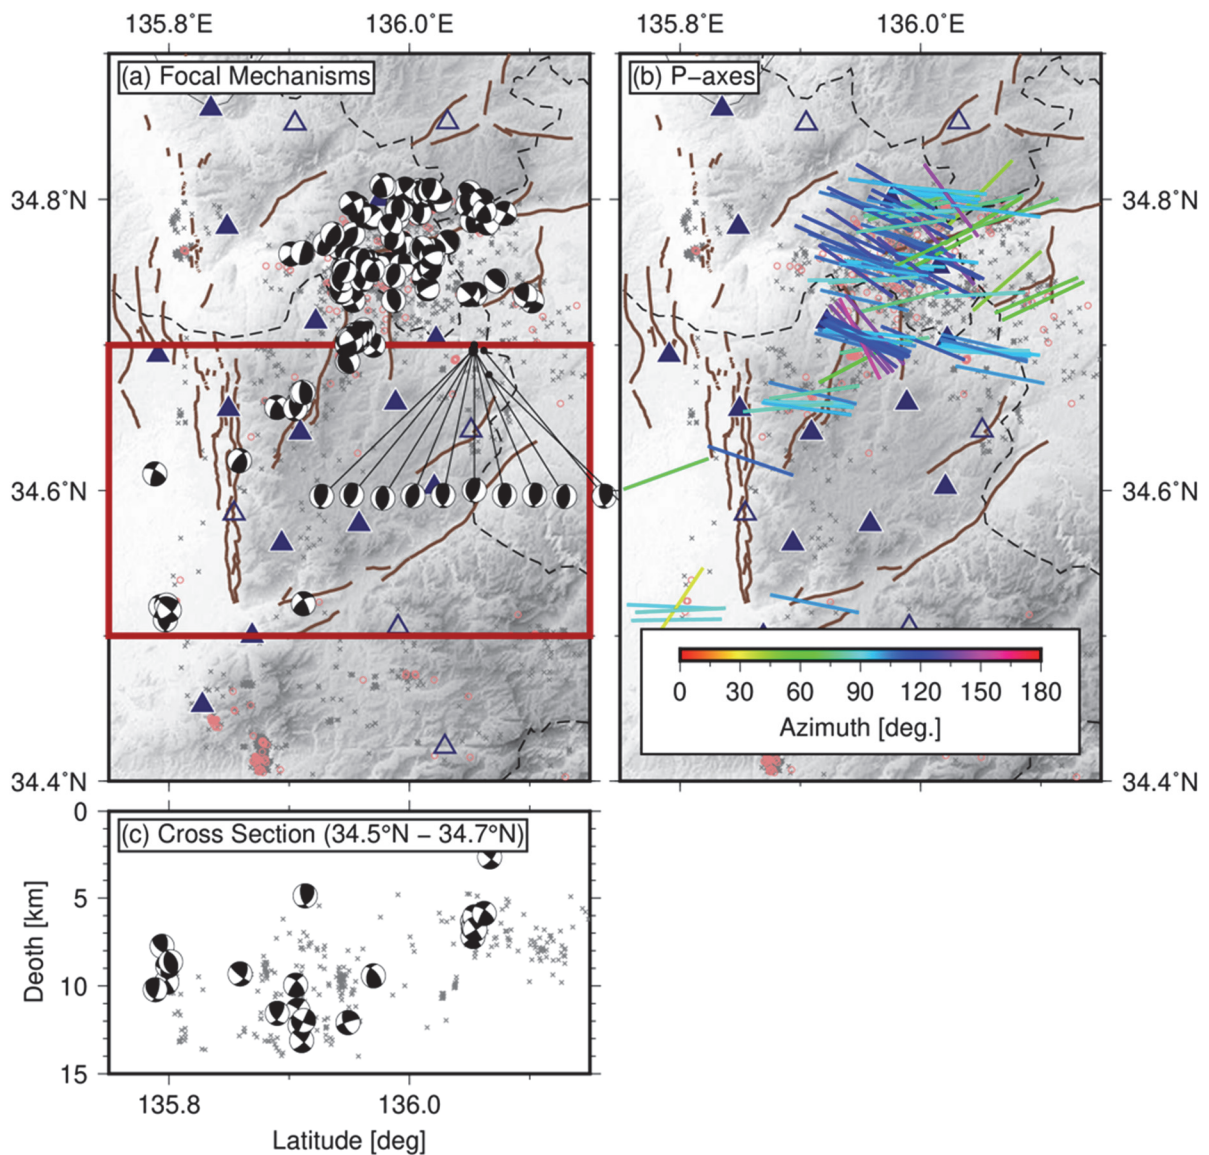 135.8˚E 136.0˚E 135.8˚E 136.0˚E
(a) Focal Mechanisms (b) P−axes
34.8˚N 34.8˚N
34.6˚N 34.6˚N
0 30 60 90 120 150 180
Azimuth [deg.]
34.4˚N 34.4˚N
0
(c) Cross Section (34.5°N − 34.7°N)
5
Deoth [km]
10
15
135.8 136.0
Latitude [deg]